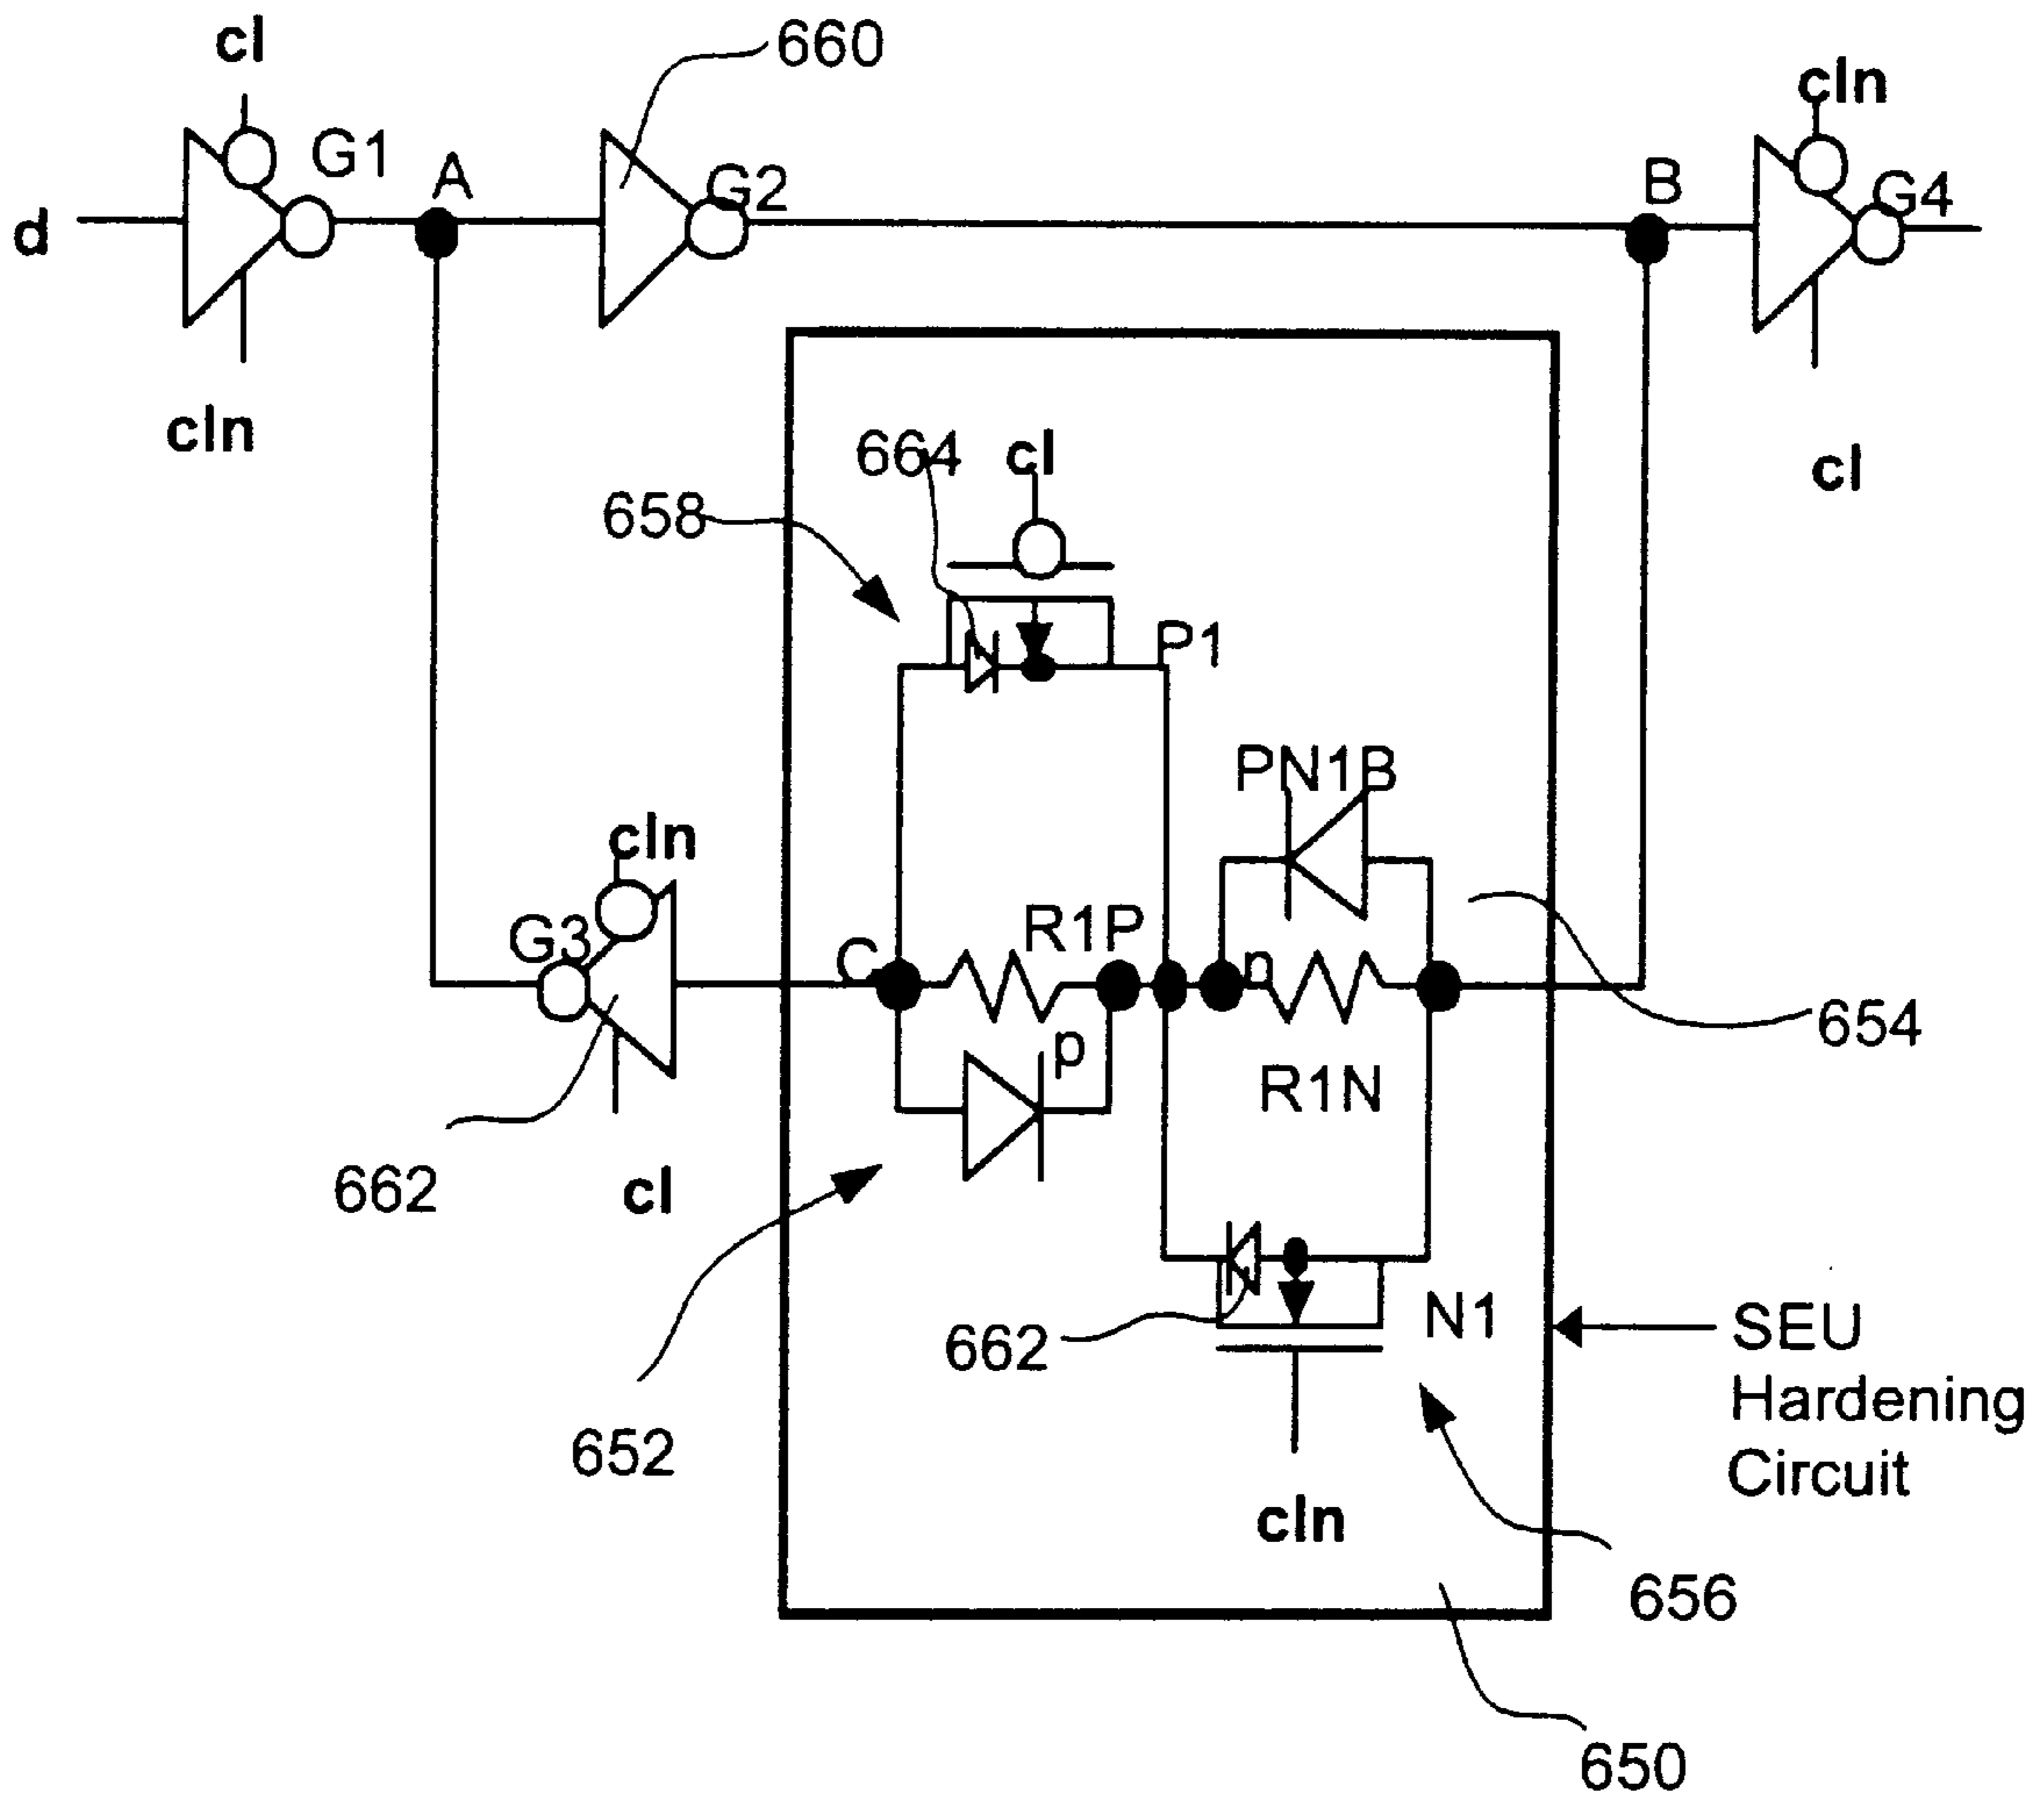 cl
660
cln
G1
A
G2
B
G4
d
cln
cl
664
cl
658
P1
PN1B
cln
G3
C
R1P
n
654
p
R1N
662
cl
662
N1
SEU
Hardening
Circuit
652
cln
656
650